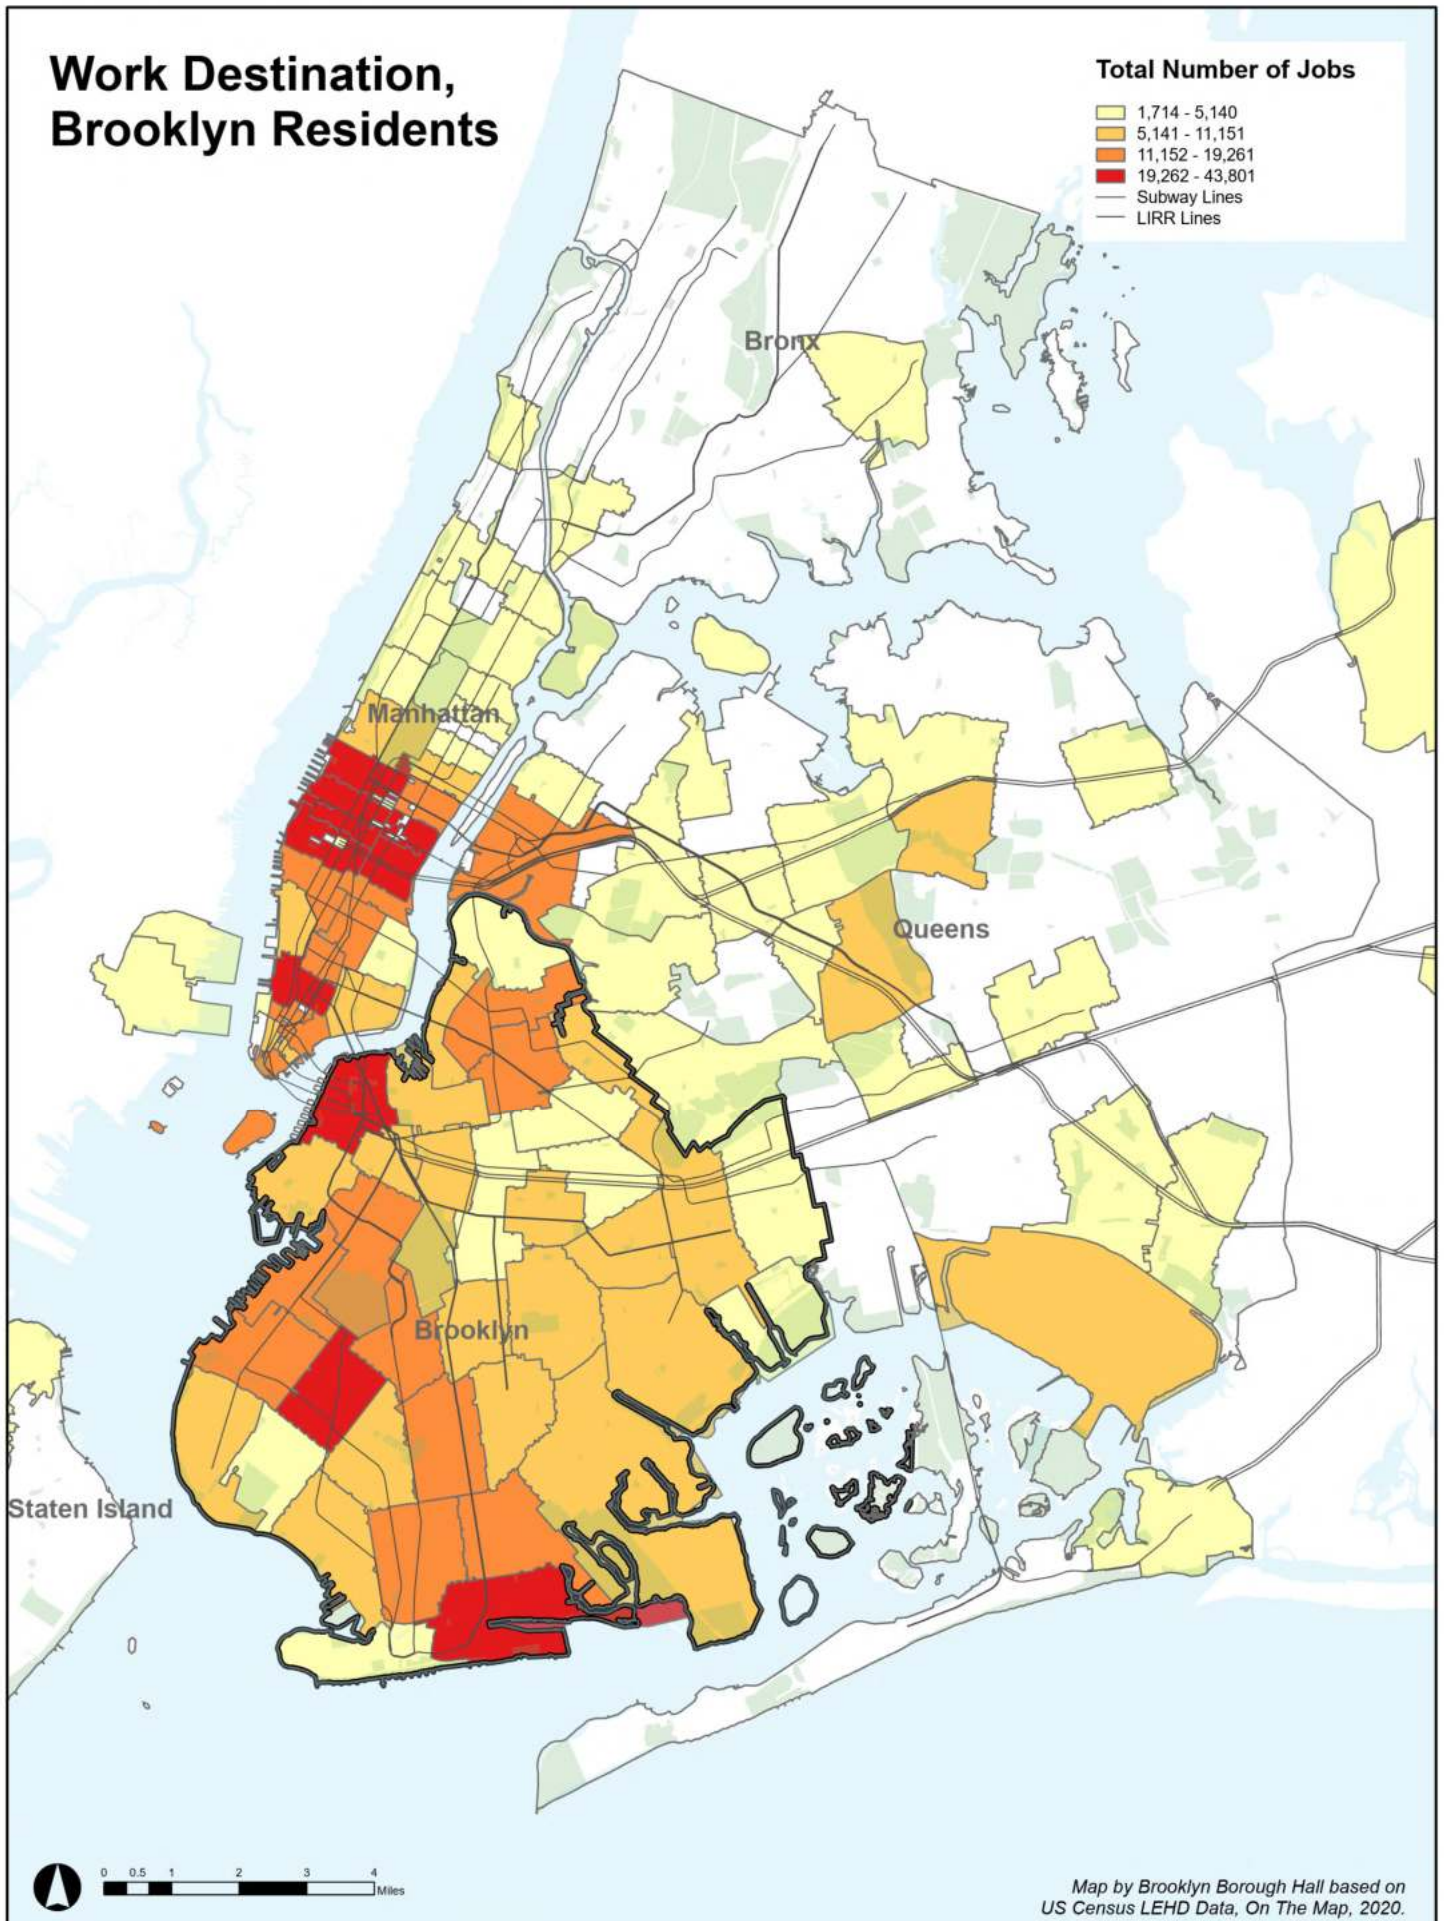 Work Destination,
Brooklyn Residents
Total Number of Jobs
1,714 - 5,140
5,141 - 11,151
11,152 - 19,261
19,262 - 43,801
Subway Lines
LIRR Lines
Bronx
Manhattan
Queens
Brooklyn
Staten Island
0 0.5 1 2 3 4
Miles
Map by Brooklyn Borough Hall based on
US Census LEHD Data, On The Map, 2020.